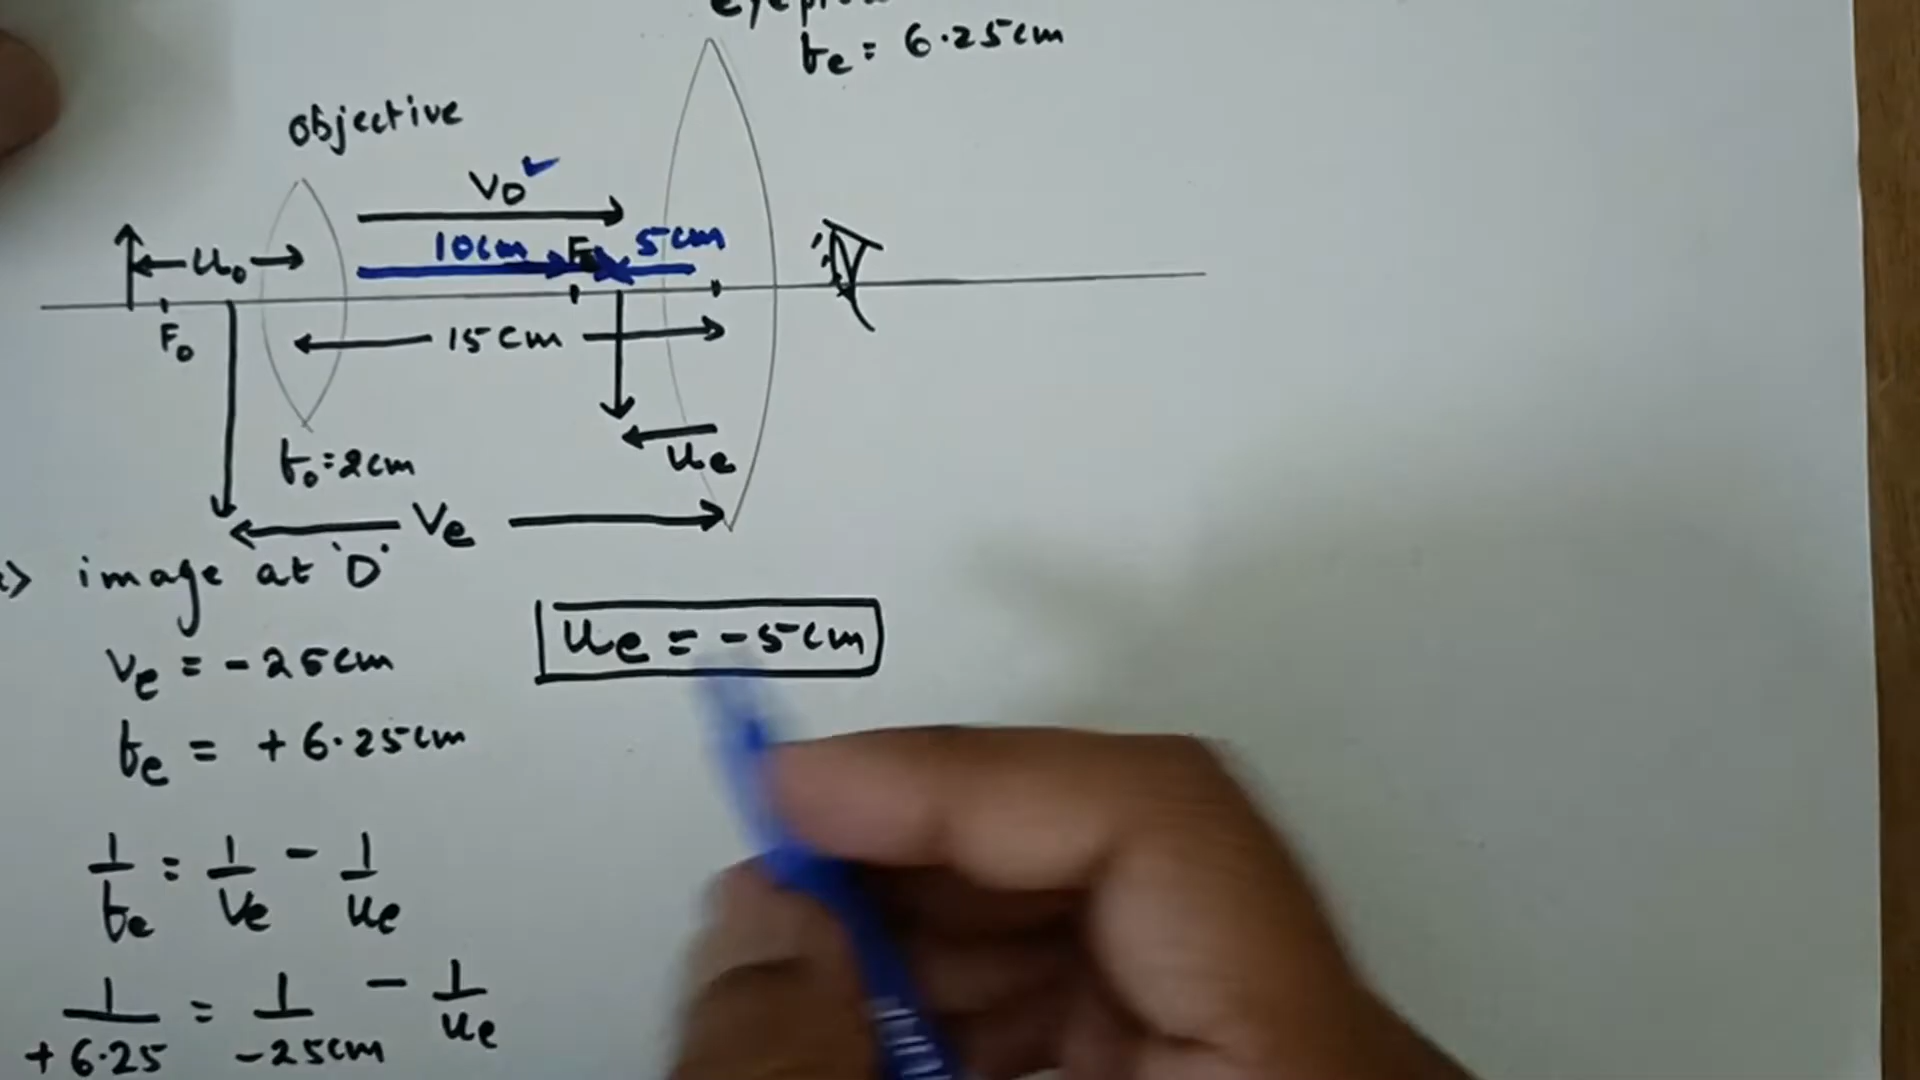 fe = 6.25cm
objective
Vo
10cm
5cm
uo
Fo
15cm
fo = 2cm
ue
Ve
image at 'D'
ve = - 25cm
ue = - 5cm
fe = + 6.25cm
1/fe = 1/Ve - 1/ue
1/+6.25 = 1/-25cm - 1/ue